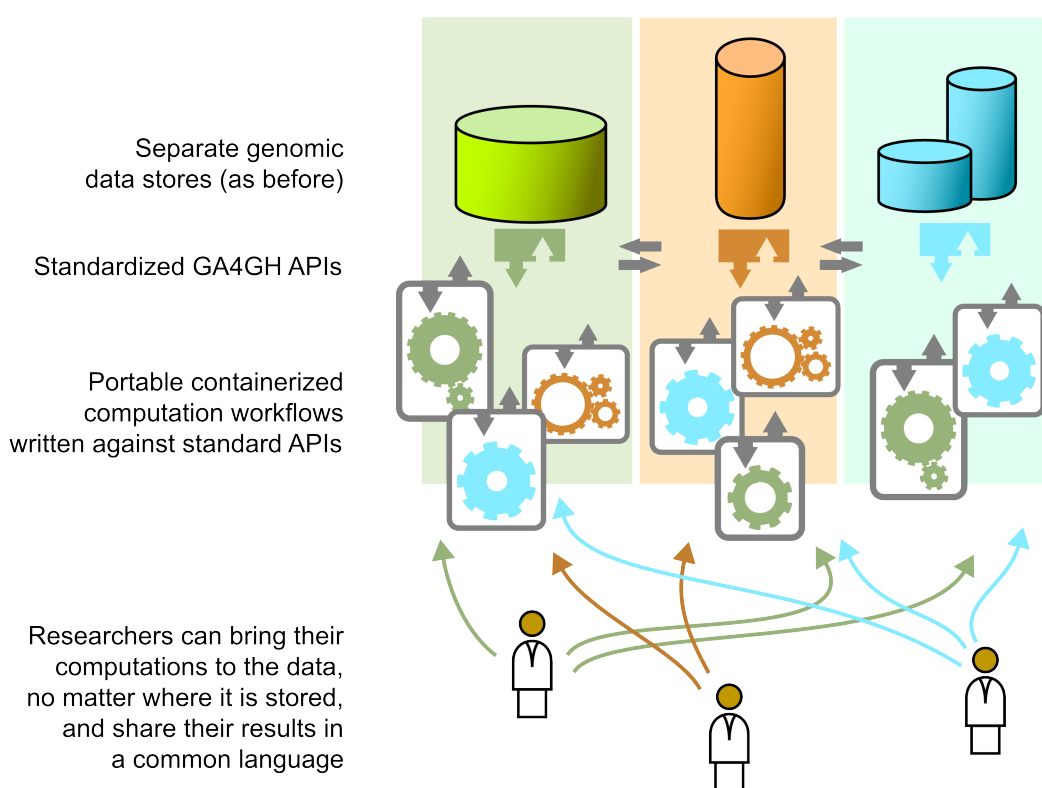 Separate genomic
data stores (as before)
Standardized GA4GH APIs
Portable containerized
computation workflows
written against standard APIs
Researchers can bring their
computations to the data,
no matter where it is stored,
and share their results in
a common language